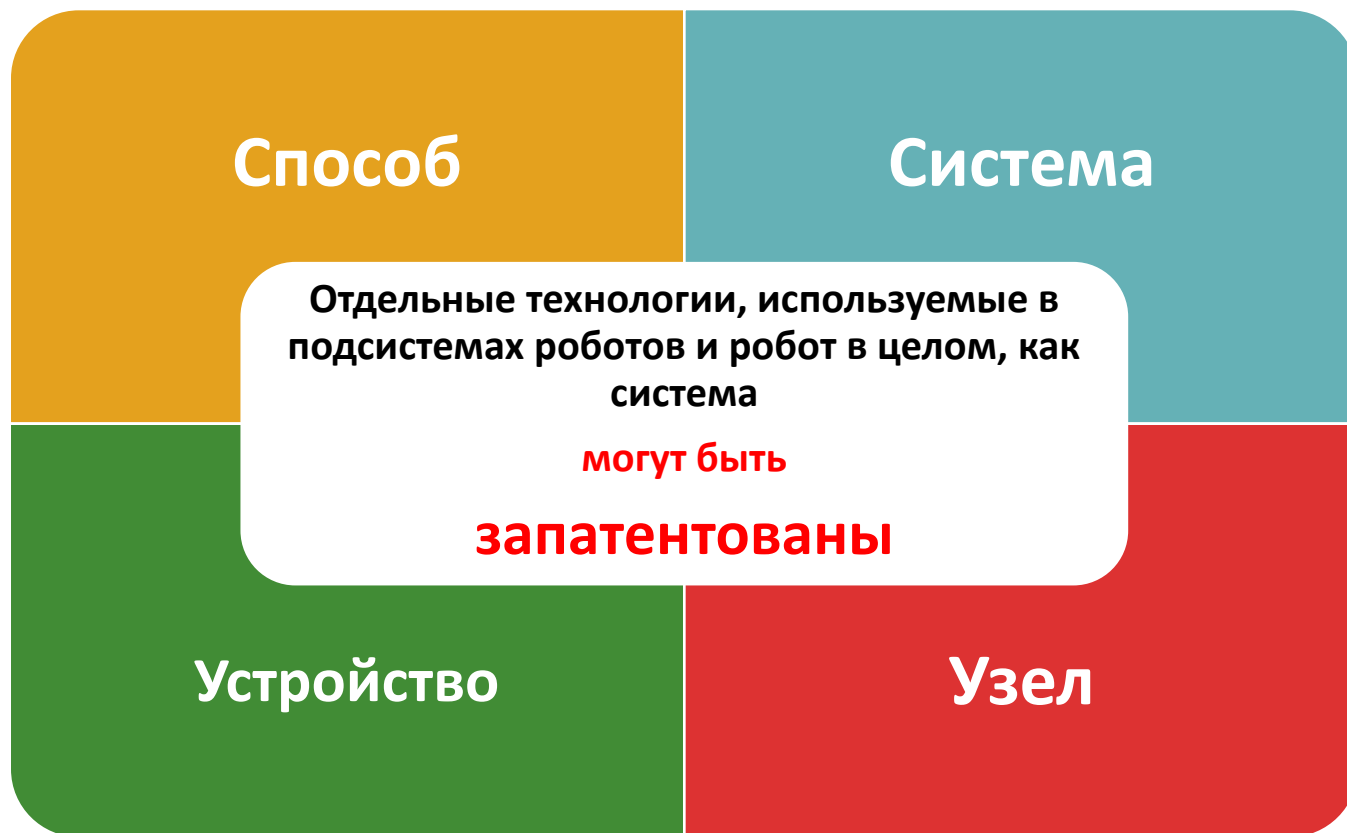 Способ
Система
Отдельные технологии, используемые в
подсистемах роботов и робот в целом, как
система
могут быть
запатентованы
Устройство
Узел